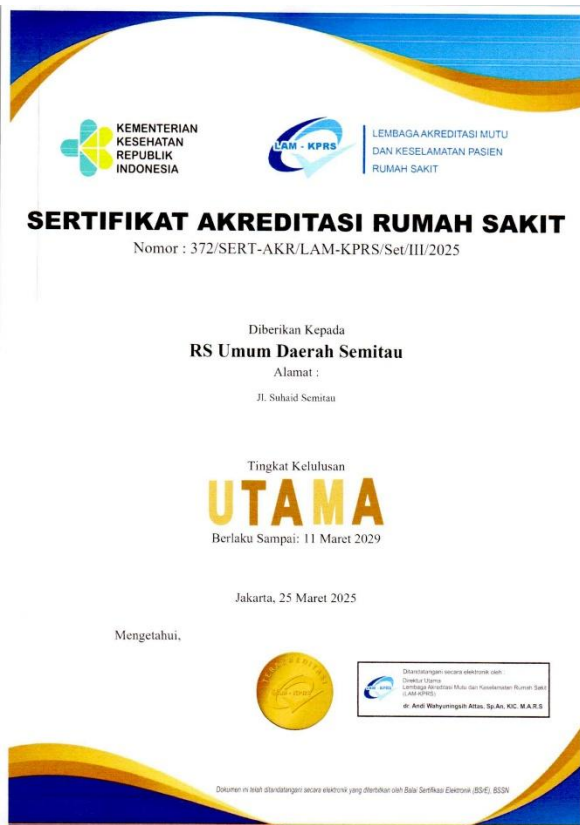 KEMENTERIAN
KESEHATAN
REPUBLIK
INDONESIA
LAM - KPRS
LEMBAGA AKREDITASI MUTU
DAN KESELAMATAN PASIEN
RUMAH SAKIT
SERTIFIKAT AKREDITASI RUMAH SAKIT
Nomor : 372/SERT-AKR/LAM-KPRS/Set/III/2025
Diberikan Kepada
RS Umum Daerah Semitau
Alamat :
Jl. Suhaid Semitau
Tingkat Kelulusan
UTAMA
Berlaku Sampai: 11 Maret 2029
Jakarta, 25 Maret 2025
Mengetahui,
LAM - KPRS
Ditandatangani secara elektronik oleh :
Direktur Utama
Lembaga Akreditasi Mutu dan Keselamatan Rumah Sakit
(LAM-KPRS)
dr. Andi Wahyuningsih Attas, Sp.An, KIC, M.A.R.S
Dokumen ini telah ditandatangani secara elektronik yang diterbitkan oleh Balai Sertifikasi Elektronik (BSrE), BSSN